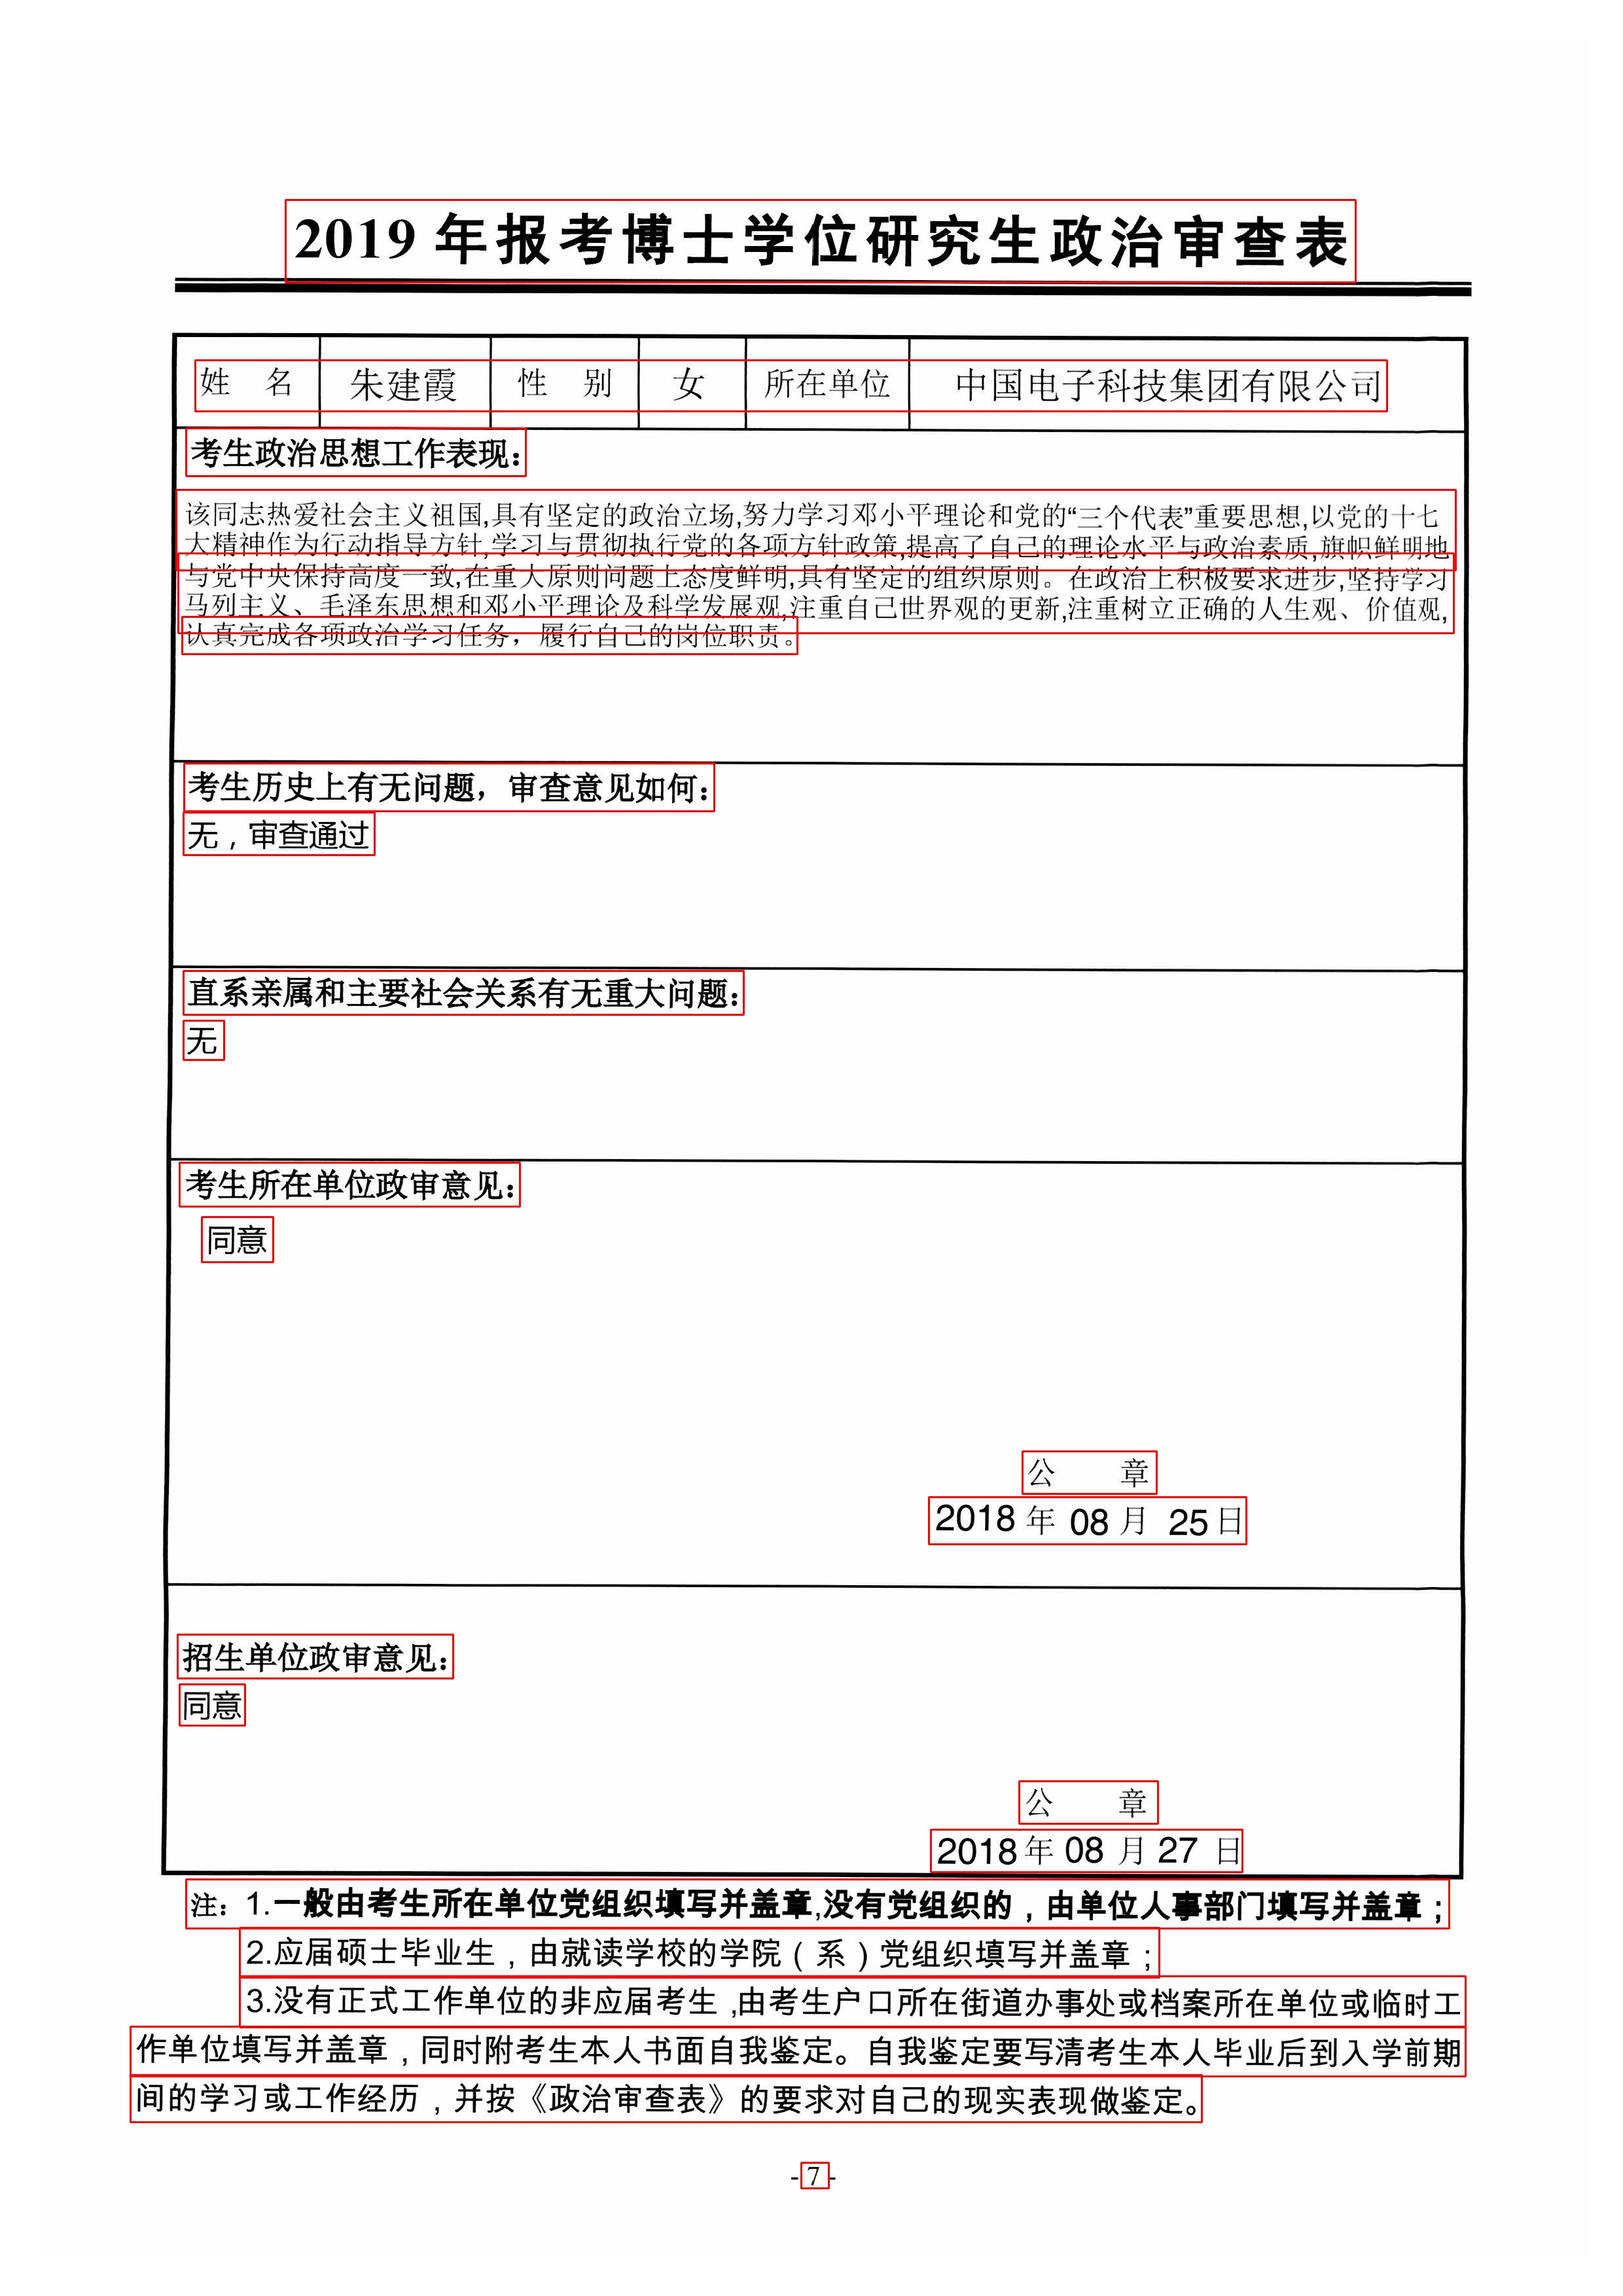 2019 年报考博士学位研究生政治审查表
姓 名 朱建霞 性 别 女 所在单位 中国电子科技集团有限公司
考生政治思想工作表现：
该同志热爱社会主义祖国,具有坚定的政治立场,努力学习邓小平理论和党的“三个代表”重要思想,以党的十七
大精神作为行动指导方针,学习与贯彻执行党的各项方针政策,提高了自己的理论水平与政治素质,旗帜鲜明地
与党中央保持高度一致,在重大原则问题上态度鲜明,具有坚定的组织原则。在政治上积极要求进步,坚持学习
马列主义、毛泽东思想和邓小平理论及科学发展观,注重自己世界观的更新,注重树立正确的人生观、价值观,
认真完成各项政治学习任务，履行自己的岗位职责。
考生历史上有无问题，审查意见如何：
无，审查通过
直系亲属和主要社会关系有无重大问题：
无
考生所在单位政审意见：
同意
公 章
2018 年 08 月 25 日
招生单位政审意见：
同意
公 章
2018 年 08 月 27 日
注：1.一般由考生所在单位党组织填写并盖章,没有党组织的，由单位人事部门填写并盖章；
2.应届硕士毕业生，由就读学校的学院（系）党组织填写并盖章；
3.没有正式工作单位的非应届考生,由考生户口所在街道办事处或档案所在单位或临时工
作单位填写并盖章，同时附考生本人书面自我鉴定。自我鉴定要写清考生本人毕业后到入学前期
间的学习或工作经历，并按《政治审查表》的要求对自己的现实表现做鉴定。
-7-